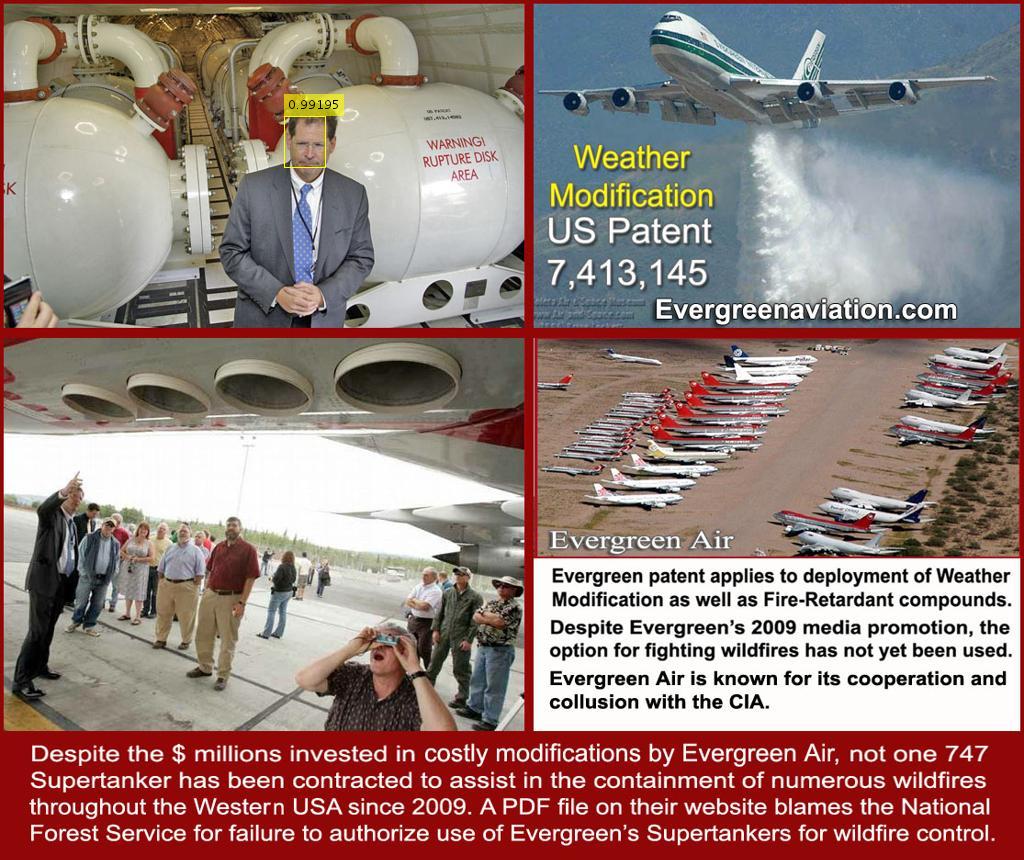 0.99195
SK
WARNING!
RUPTURE DISK
AREA
Weather
Modification
US Patent
7,413,145
Evergreenaviation.com
Evergreen Air
Evergreen patent applies to deployment of Weather
Modification as well as Fire-Retardant compounds.
Despite Evergreen's 2009 media promotion, the
option for fighting wildfires has not yet been used.
Evergreen Air is known for its cooperation and
collusion with the CIA.
Despite the $ millions invested in costly modifications by Evergreen Air, not one 747
Supertanker has been contracted to assist in the containment of numerous wildfires
throughout the Western USA since 2009. A PDF file on their website blames the National
Forest Service for failure to authorize use of Evergreen's Supertankers for wildfire control.